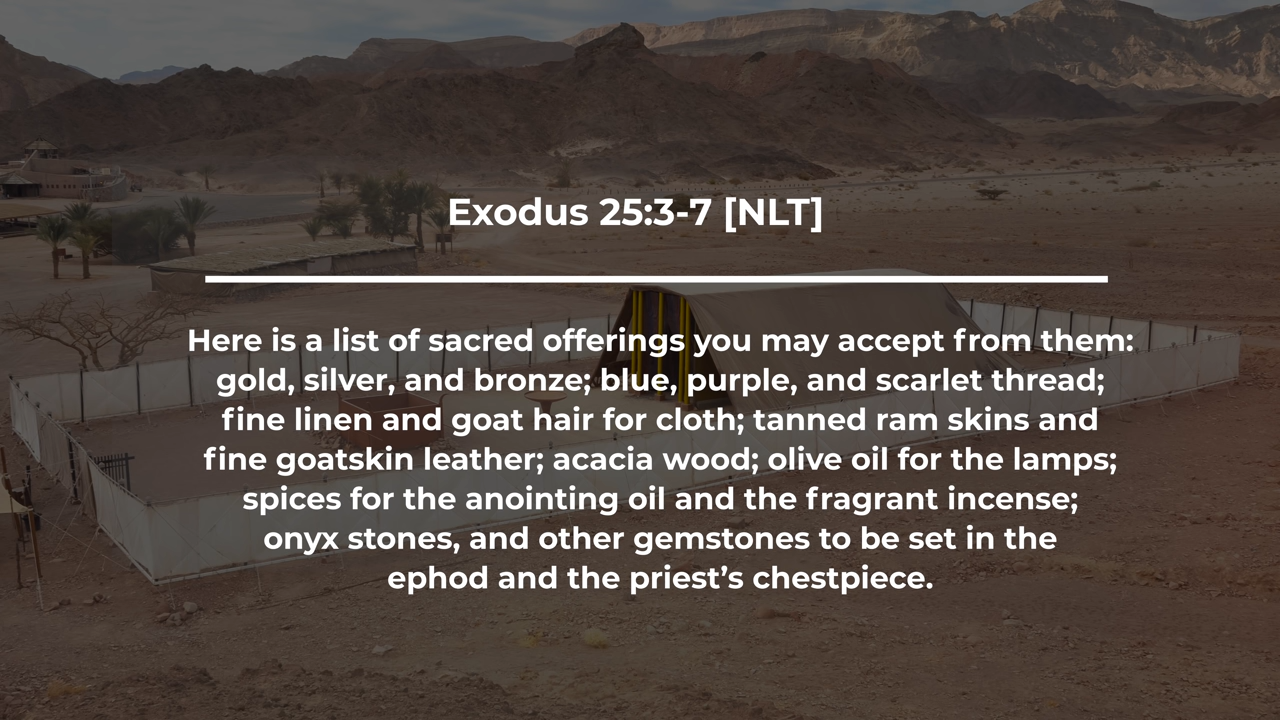 Exodus 25:3-7 [NLT]
Here is a list of sacred offerings you may accept from them:
gold, silver, and bronze; blue, purple, and scarlet thread;
fine linen and goat hair for cloth; tanned ram skins and
fine goatskin leather; acacia wood; olive oil for the lamps;
spices for the anointing oil and the fragrant incense;
onyx stones, and other gemstones to be set in the
ephod and the priest’s chestpiece.